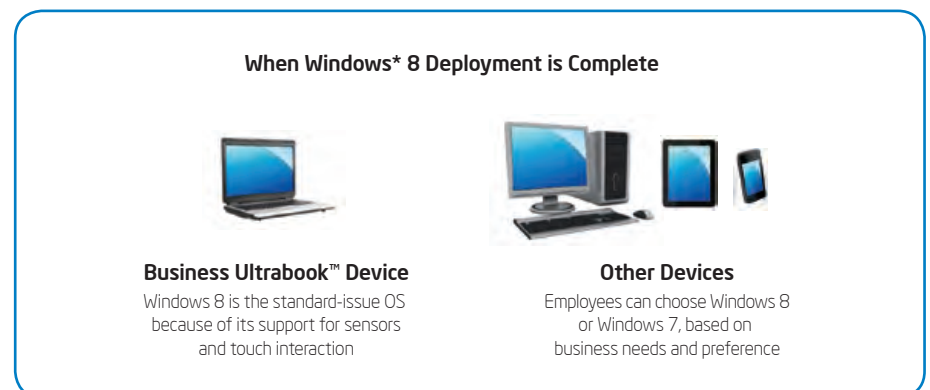 When Windows* 8 Deployment is Complete
Business Ultrabook™ Device
Windows 8 is the standard-issue OS
because of its support for sensors
and touch interaction
Other Devices
Employees can choose Windows 8
or Windows 7, based on
business needs and preference